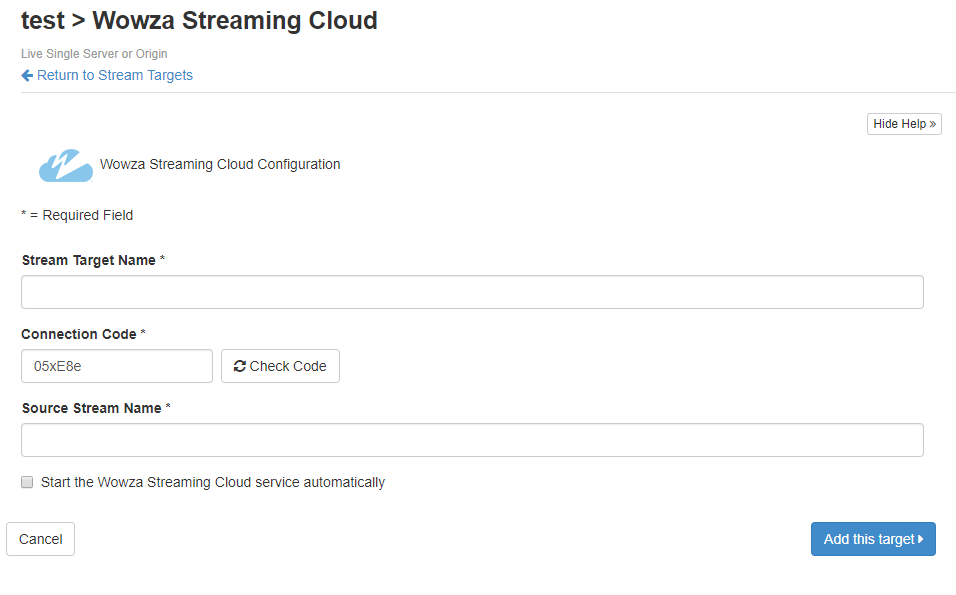 test > Wowza Streaming Cloud
Live Single Server or Origin
Return to Stream Targets
Hide Help »
Wowza Streaming Cloud Configuration
* = Required Field
Stream Target Name *
Connection Code *
05xE8e
Check Code
Source Stream Name *
Start the Wowza Streaming Cloud service automatically
Cancel
Add this target